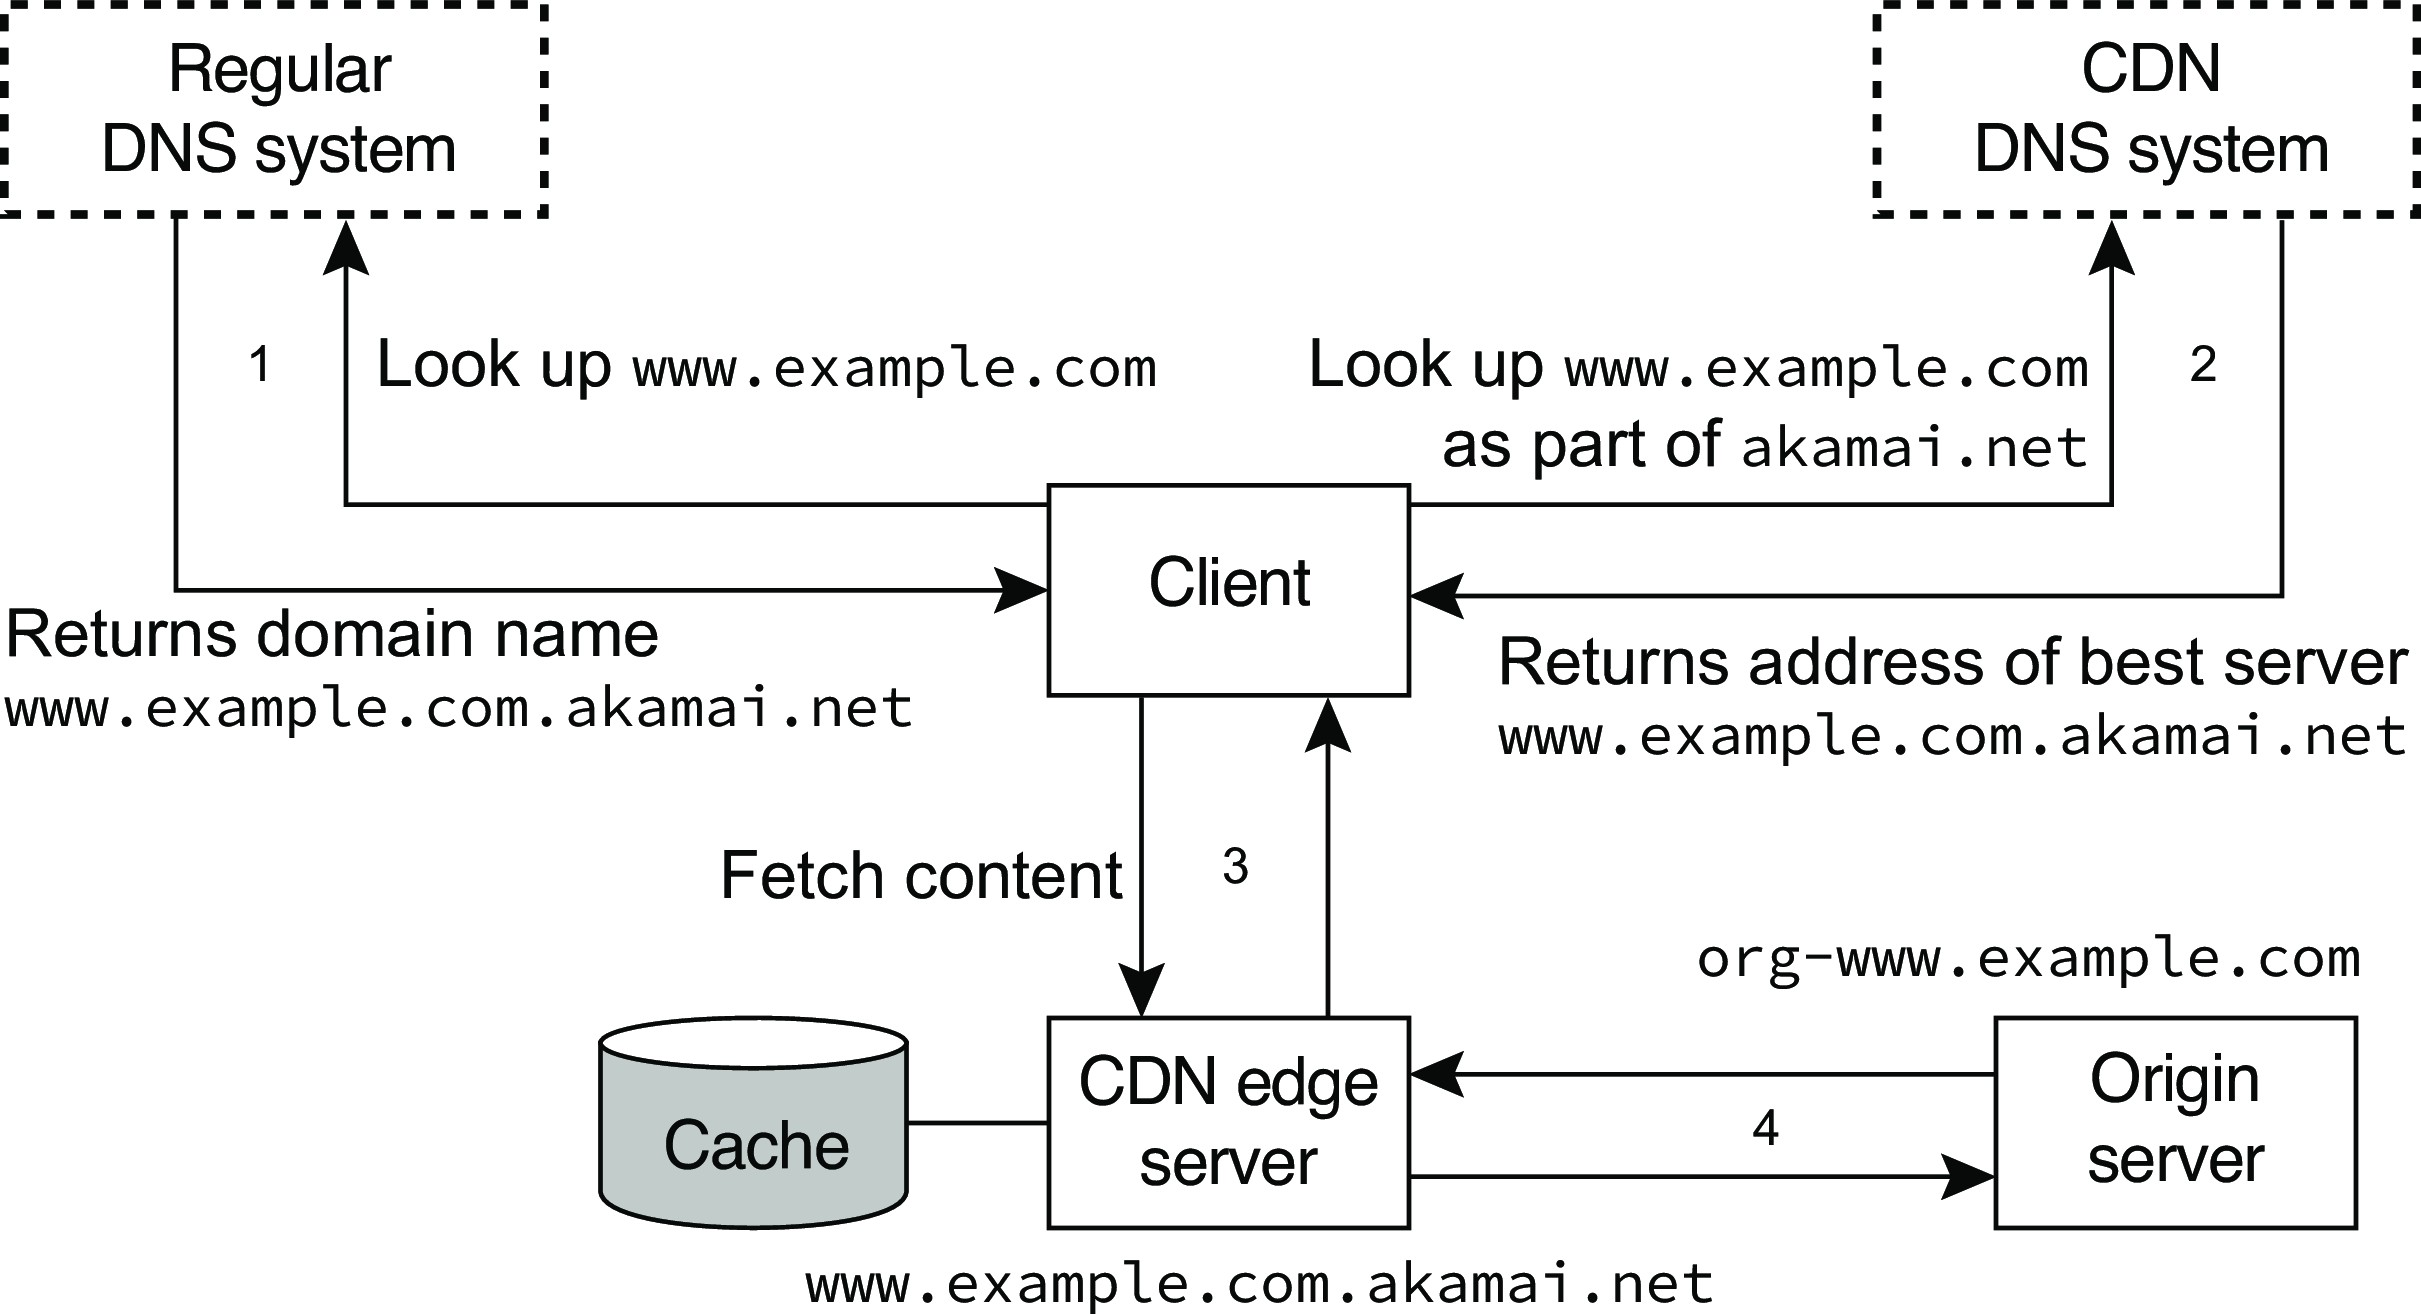 Regular
DNS system
CDN
DNS system
1
Look up www.example.com
Look up www.example.com
as part of akamai.net
2
Client
Returns domain name
www.example.com.akamai.net
Returns address of best server
www.example.com.akamai.net
Fetch content
3
org-www.example.com
Cache
CDN edge
server
4
Origin
server
www.example.com.akamai.net